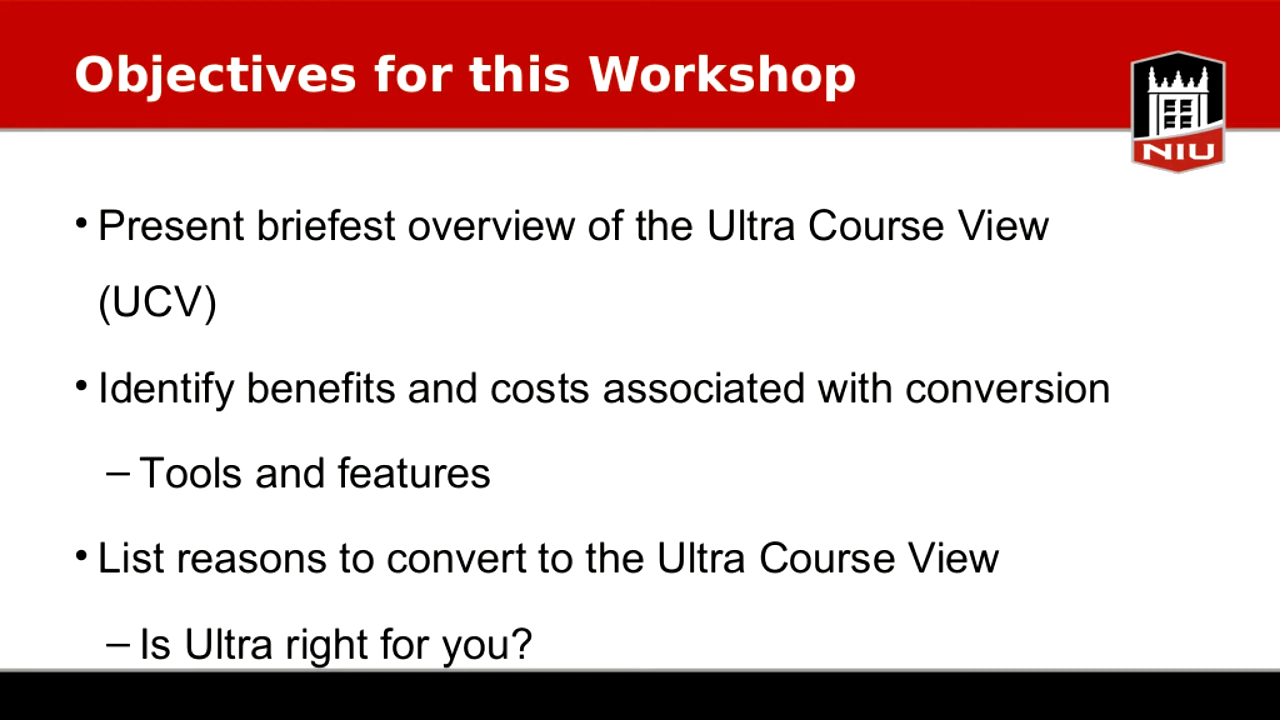 Objectives for this Workshop
NIU
• Present briefest overview of the Ultra Course View
(UCV)
• Identify benefits and costs associated with conversion
– Tools and features
• List reasons to convert to the Ultra Course View
– Is Ultra right for you?